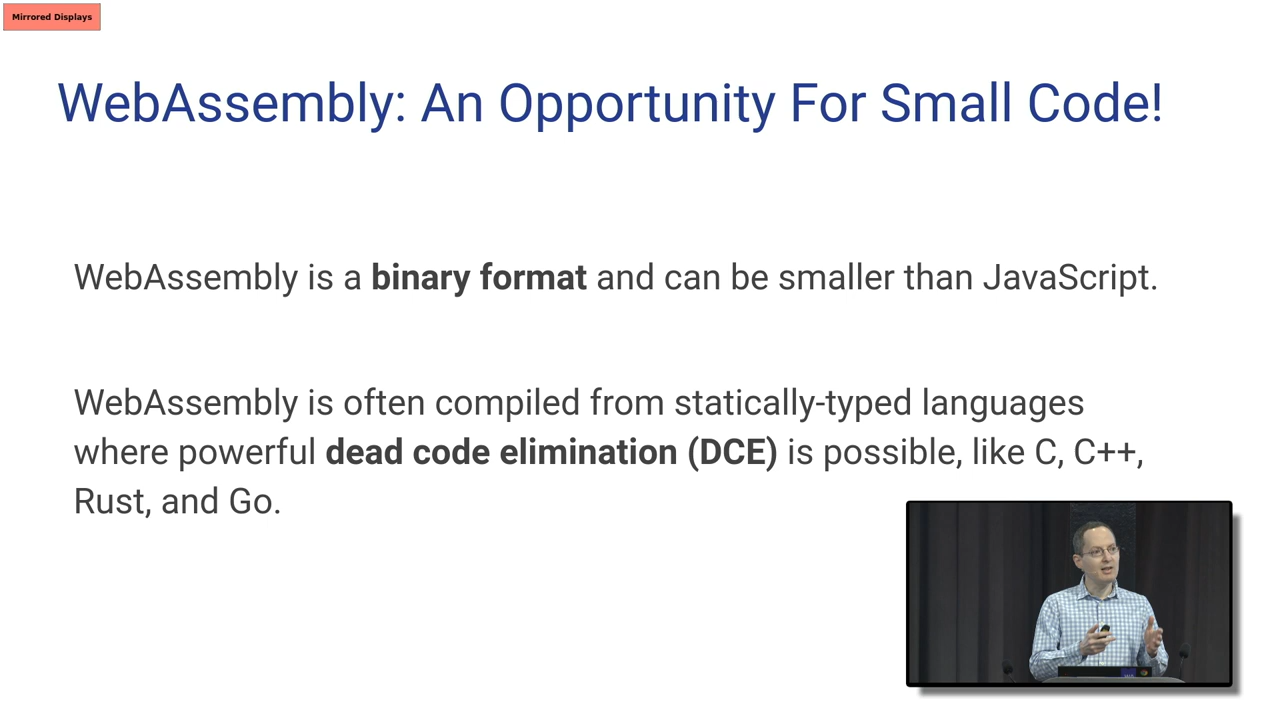 Mirrored Displays
WebAssembly: An Opportunity For Small Code!
WebAssembly is a binary format and can be smaller than JavaScript.
WebAssembly is often compiled from statically-typed languages
where powerful dead code elimination (DCE) is possible, like C, C++,
Rust, and Go.